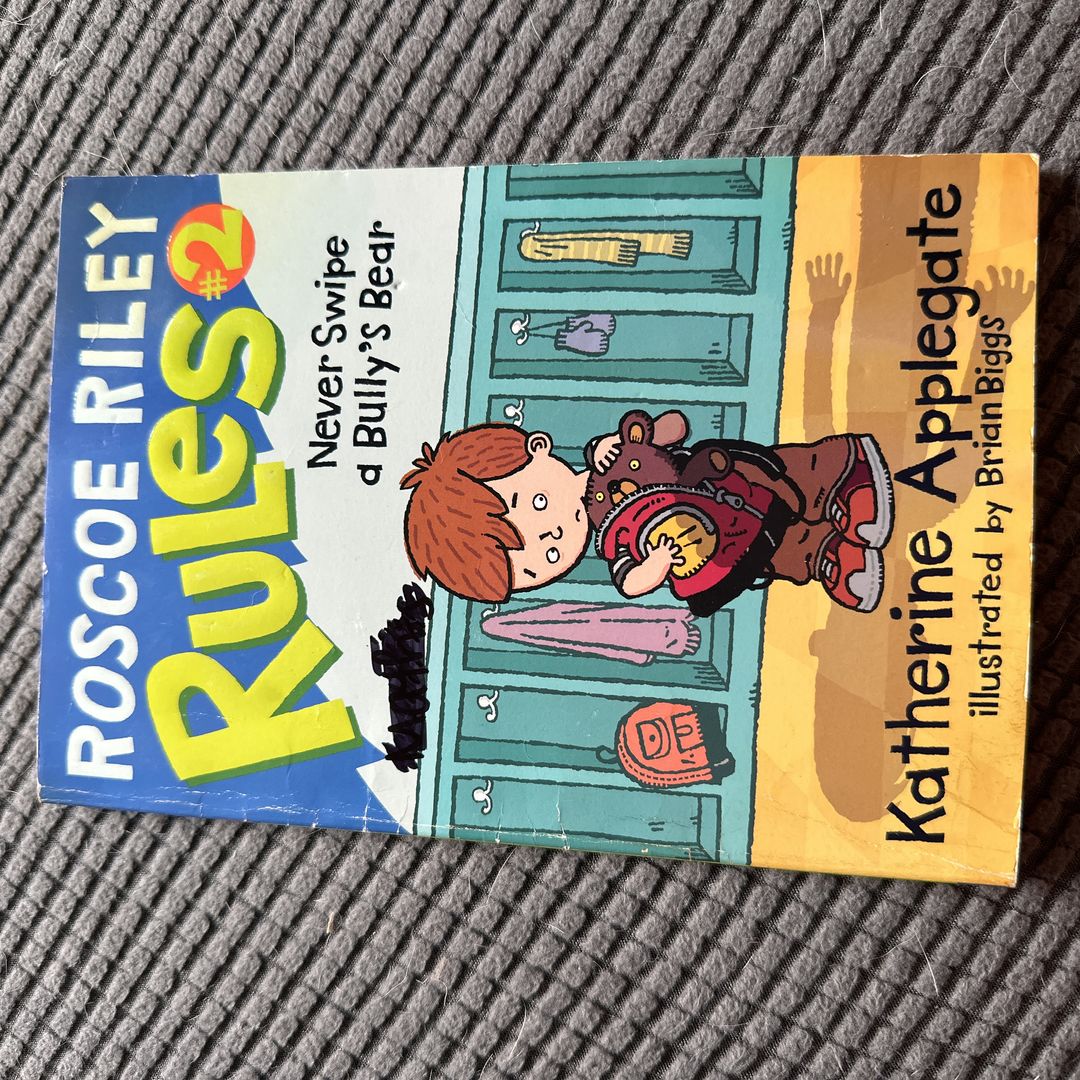 ROSCOE RILEY
RULES #2
Never Swipe
a Bully's Bear
Katherine Applegate
illustrated by Brian Biggs